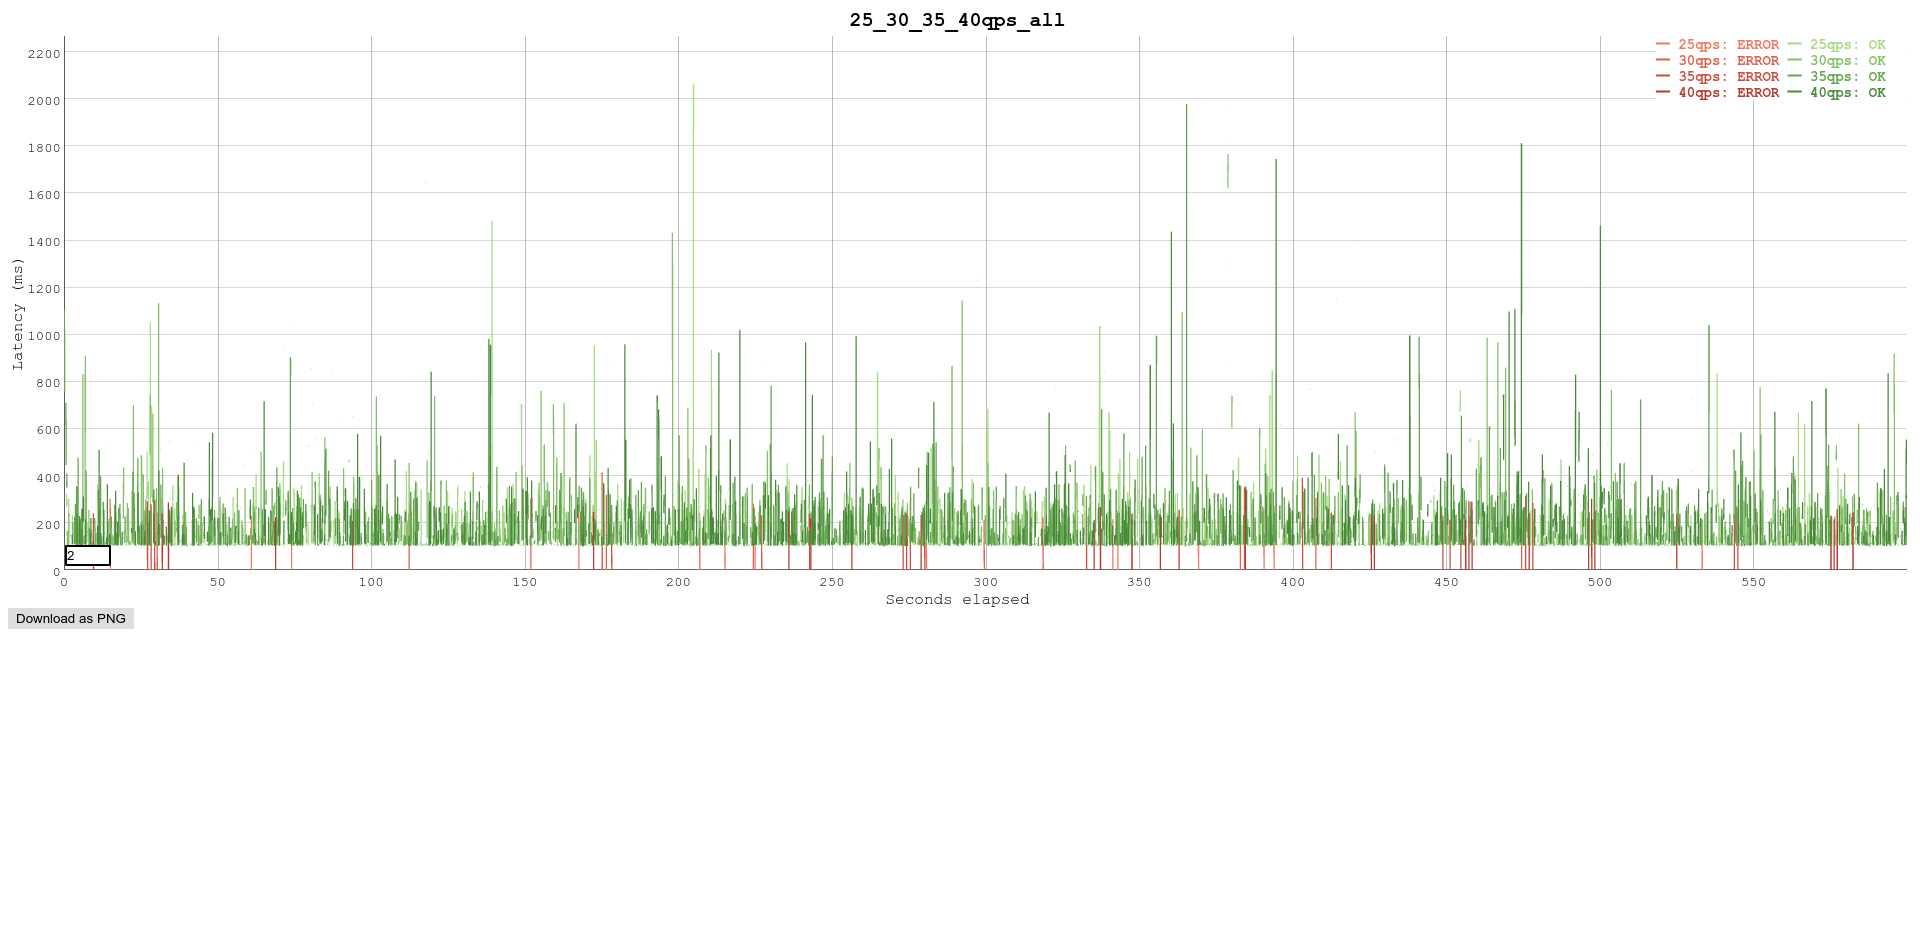 25_30_35_40qps_all
25qps: ERROR 25qps: OK
30qps: ERROR 30qps: OK
35qps: ERROR 35qps: OK
40qps: ERROR 40qps: OK
2200
2000
1800
1600
1400
1200
1000
800
600
400
200
0
Latency (ms)
2
0 50 100 150 200 250 300 350 400 450 500 550
Seconds elapsed
Download as PNG